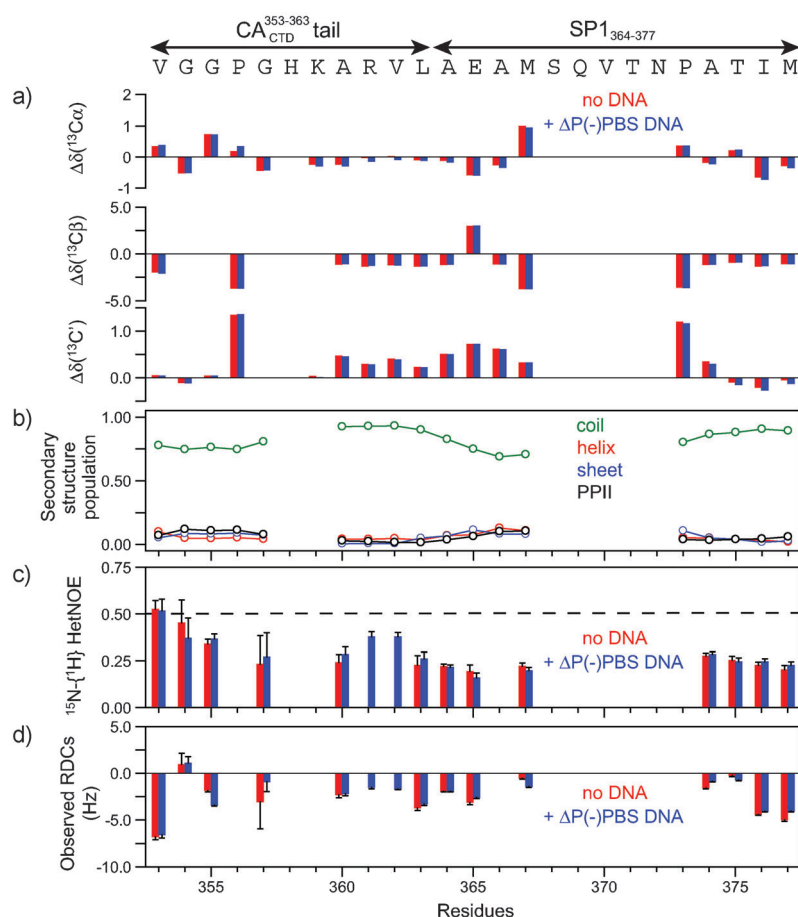 CA353-363CTD tail SP1364-377
V G G P G H K A R V L A E A M S Q V T N P A T I M
a)
Δδ(13Cα)
2
1
0
-1
no DNA
+ ΔP(-)PBS DNA
Δδ(13Cβ)
5.0
0.0
-5.0
Δδ(13C')
1.0
0.0
b)
Secondary
structure
population
1.00
0.50
0.00
coil
helix
sheet
PPII
c)
15N-{1H} HetNOE
0.75
0.50
0.25
0.00
no DNA
+ ΔP(-)PBS DNA
d)
Observed RDCs
(Hz)
5.0
0.0
-5.0
-10.0
no DNA
+ ΔP(-)PBS DNA
355 360 365 370 375
Residues